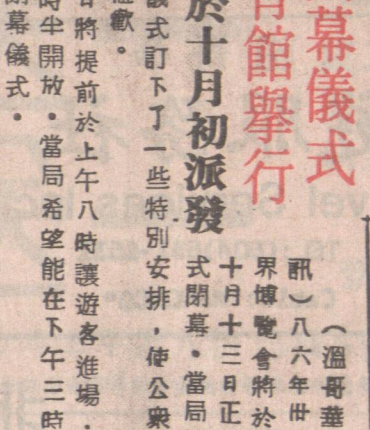 幕儀式
育館舉行
於十月初派發
（溫哥華
訊）八六年世
界博覽會將於
十月十三日正
式閉幕。當局
儀式訂下了一些特別安排，使公衆
狂歡。
將提前於上午八時讓遊客進場，
時半開放。當局希望能在下午三時
閉幕儀式。